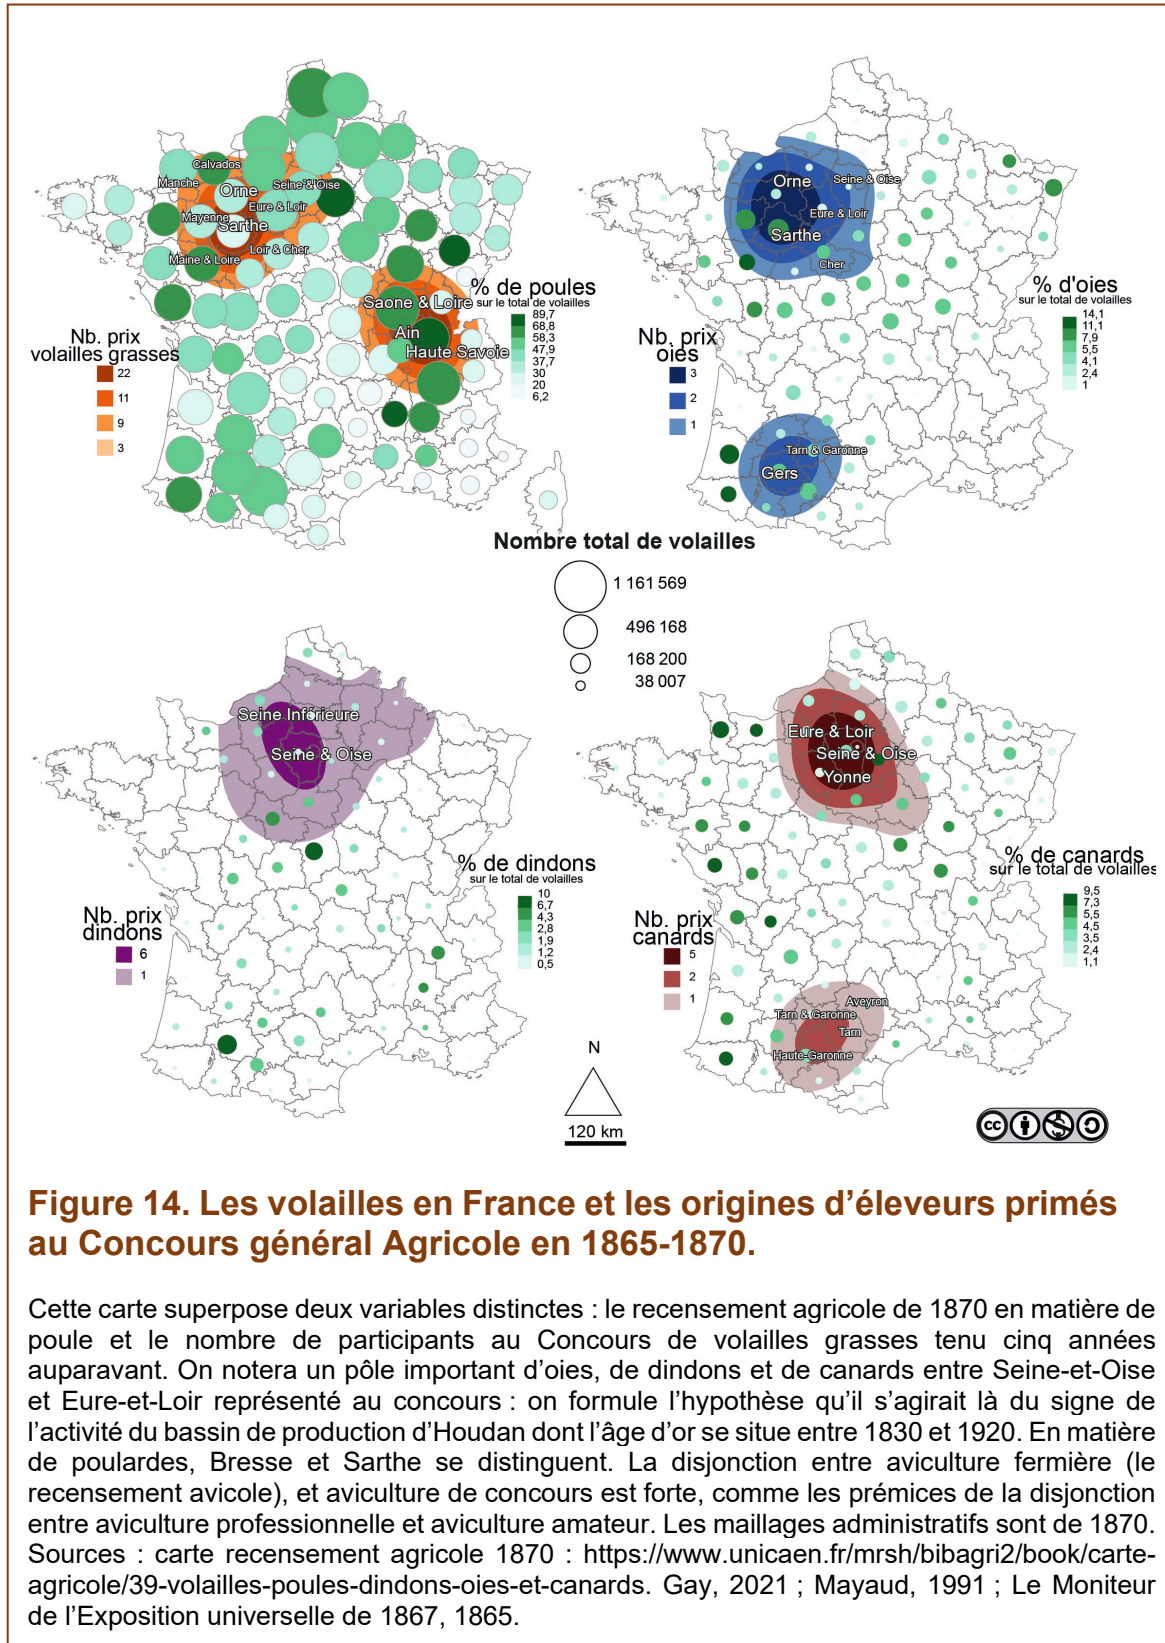 Calvados
Manche
Orne
Seine & Oise
Eure & Loir
Mayenne
Sarthe
Loir & Cher
Maine & Loire
Saone & Loire
Ain
Haute Savoie
Nb. prix
volailles grasses
22
11
9
3
% de poules
sur le total de volailles
89,7
68,8
58,3
47,9
37,7
30
20
6,2
Orne
Seine & Oise
Eure & Loir
Sarthe
Cher
Tarn & Garonne
Gers
Nb. prix
oies
3
2
1
% d'oies
sur le total de volailles
14,1
11,1
7,9
5,5
4,1
2,4
1
Nombre total de volailles
1 161 569
496 168
168 200
38 007
Seine Inférieure
Seine & Oise
Nb. prix
dindons
6
1
% de dindons
sur le total de volailles
10
6,7
4,3
2,8
1,9
1,2
0,5
Eure & Loir
Seine & Oise
Yonne
Aveyron
Tarn & Garonne
Tarn
Haute-Garonne
Nb. prix
canards
5
2
1
% de canards
sur le total de volailles
9,5
7,3
5,5
4,5
3,5
2,4
1,1
N
120 km
cc
Figure 14. Les volailles en France et les origines d’éleveurs primés
au Concours général Agricole en 1865-1870.
Cette carte superpose deux variables distinctes : le recensement agricole de 1870 en matière de
poule et le nombre de participants au Concours de volailles grasses tenu cinq années
auparavant. On notera un pôle important d’oies, de dindons et de canards entre Seine-et-Oise
et Eure-et-Loir représenté au concours : on formule l’hypothèse qu’il s’agirait là du signe de
l’activité du bassin de production d’Houdan dont l’âge d’or se situe entre 1830 et 1920. En matière
de poulardes, Bresse et Sarthe se distinguent. La disjonction entre aviculture fermière (le
recensement avicole), et aviculture de concours est forte, comme les prémices de la disjonction
entre aviculture professionnelle et aviculture amateur. Les maillages administratifs sont de 1870.
Sources : carte recensement agricole 1870 : https://www.unicaen.fr/mrsh/bibagri2/book/carte-
agricole/39-volailles-poules-dindons-oies-et-canards. Gay, 2021 ; Mayaud, 1991 ; Le Moniteur
de l’Exposition universelle de 1867, 1865.